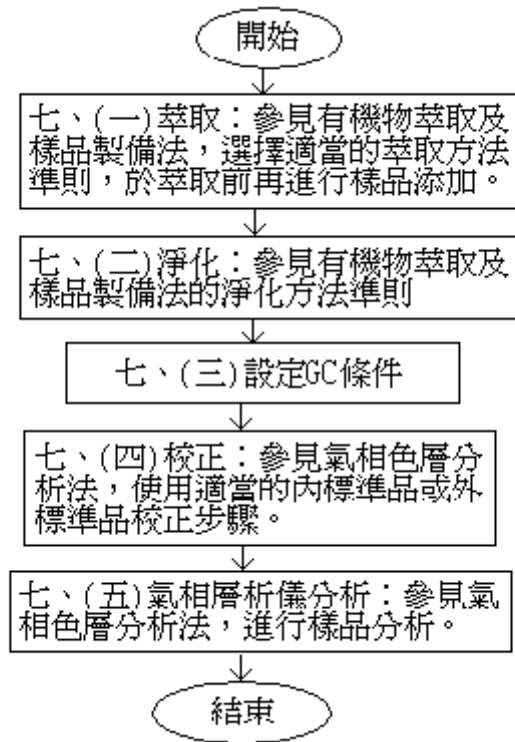 開始
七、(一)萃取：參見有機物萃取及
樣品製備法，選擇適當的萃取方法
準則，於萃取前再進行樣品添加。
七、(二)淨化：參見有機物萃取及
樣品製備法的淨化方法準則
七、(三)設定GC條件
七、(四)校正：參見氣相色層分
析法，使用適當的內標準品或外
標準品校正步驟。
七、(五)氣相層析儀分析：參見氣
相色層分析法，進行樣品分析。
結束